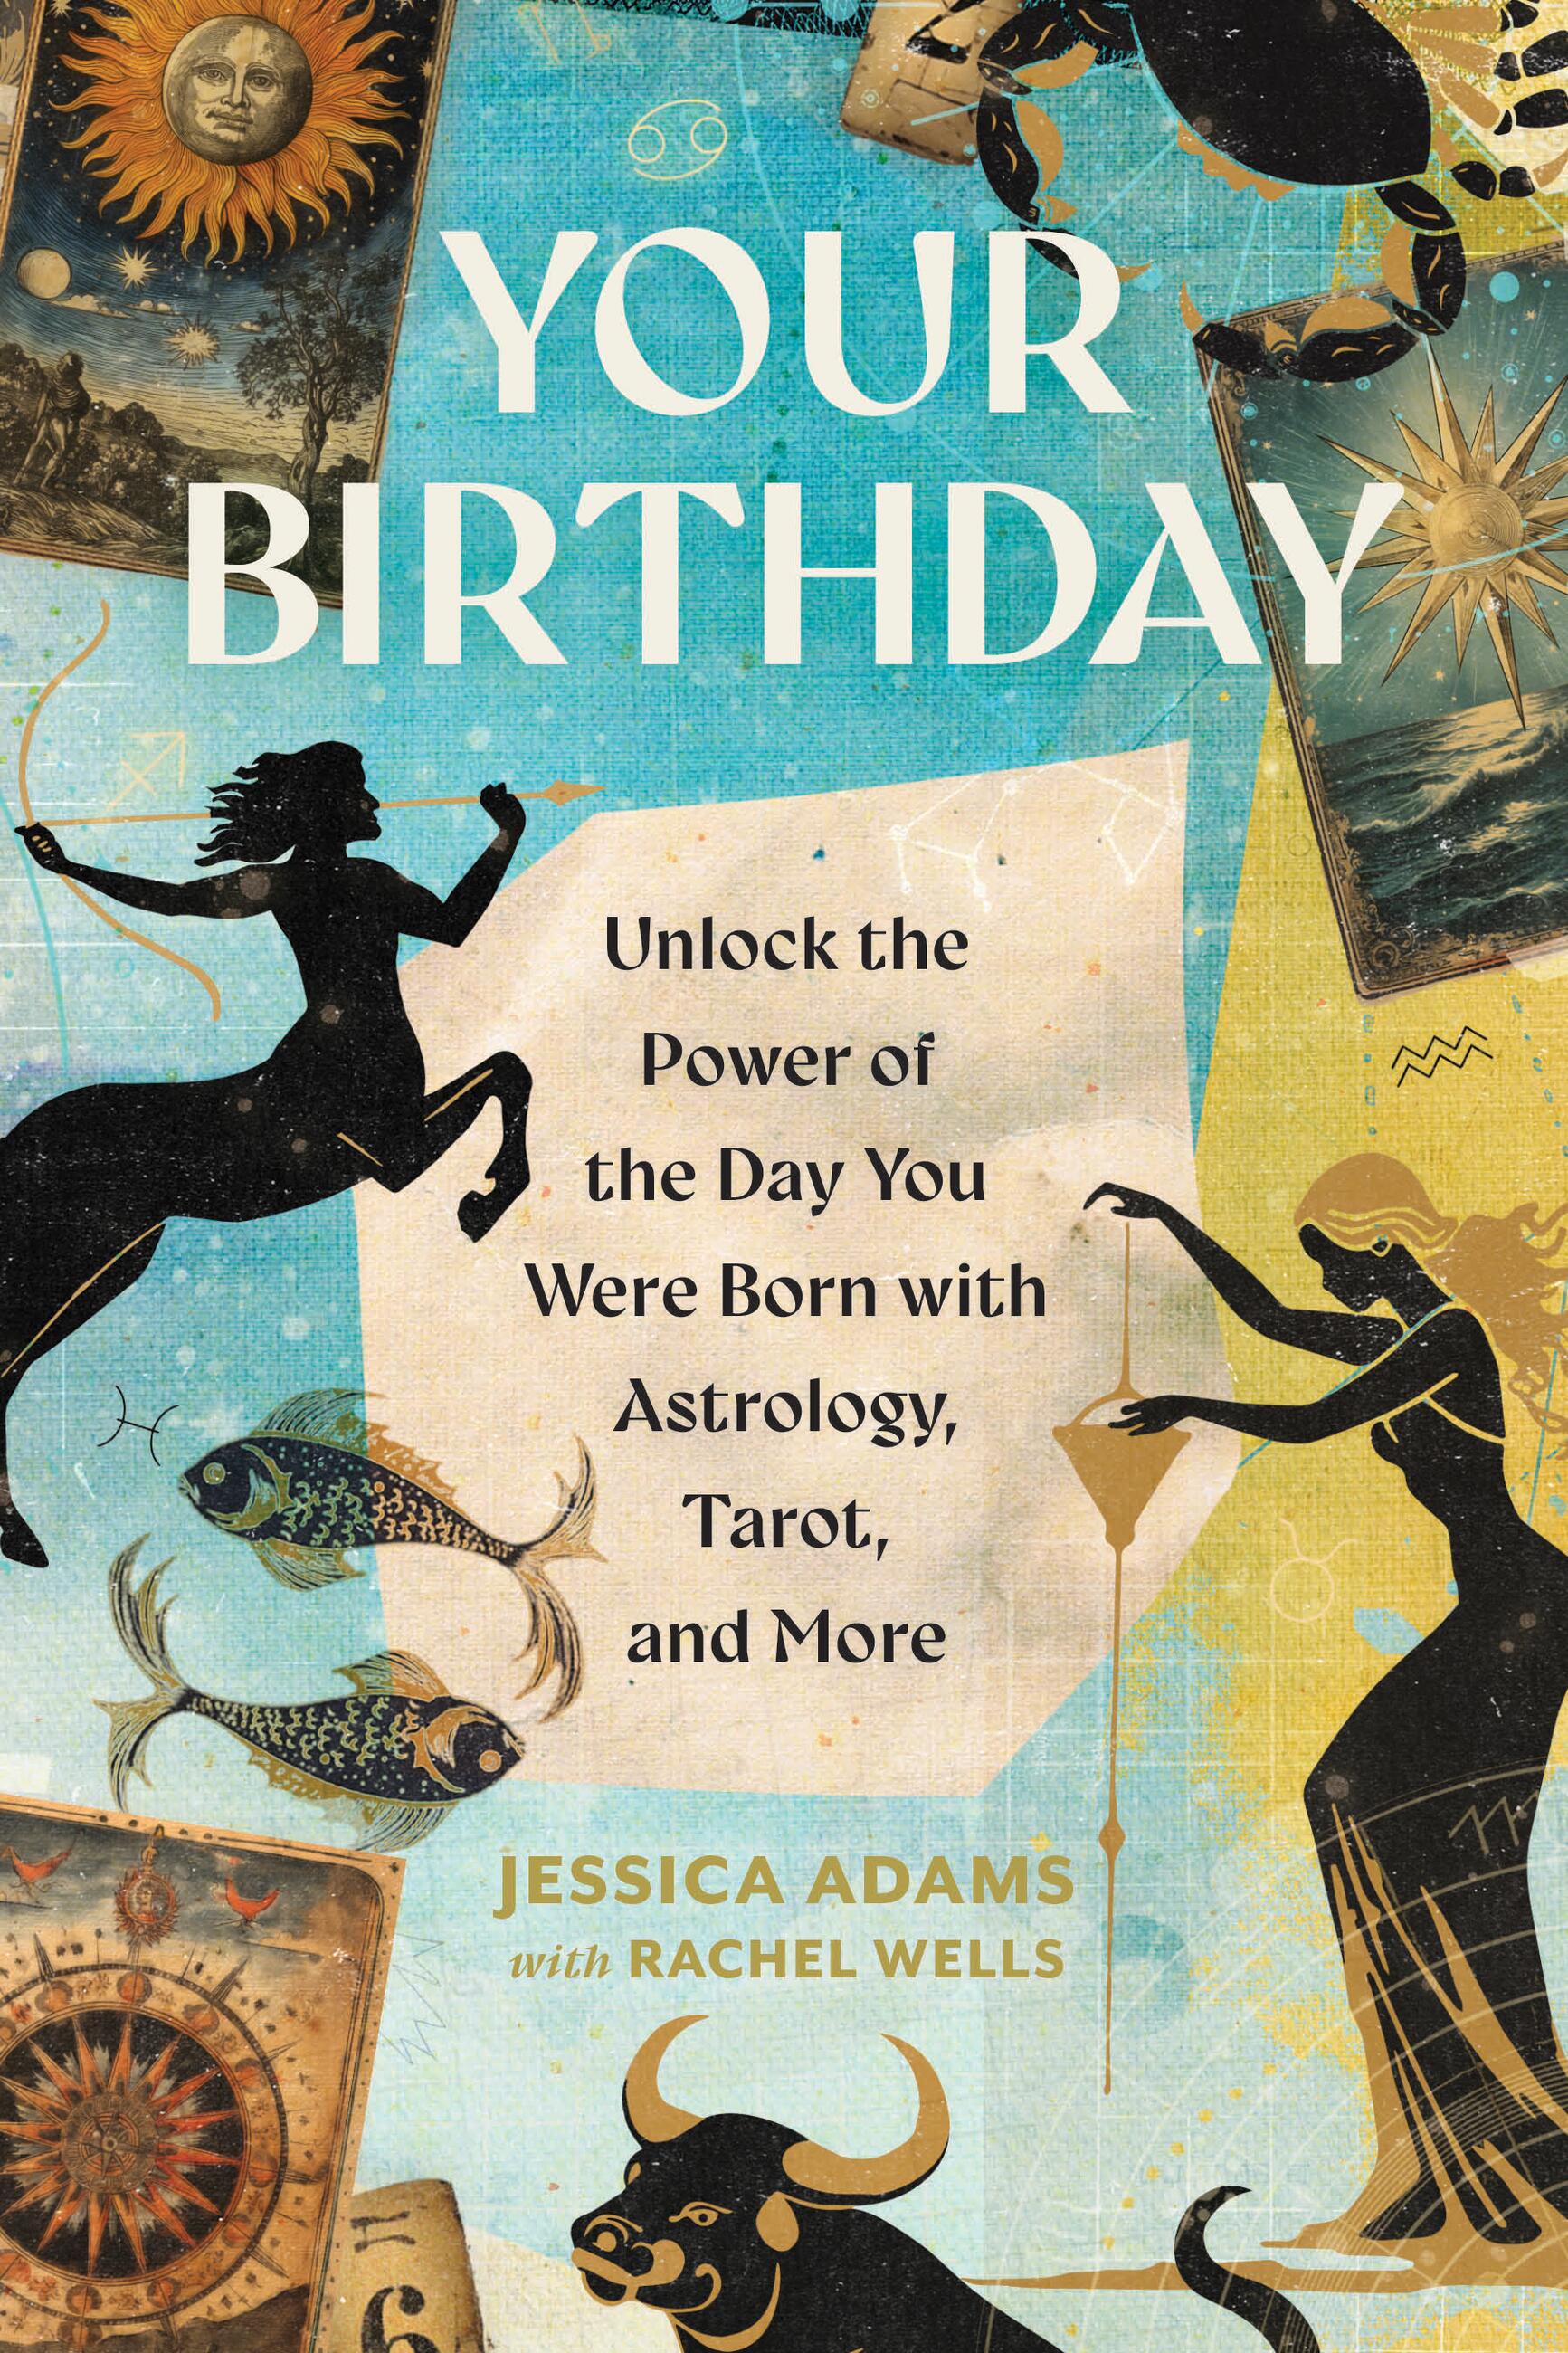 YOUR
BIRTHDAY
Unlock the
Power of
the Day You
Were Born with
Astrology,
Tarot,
and More
JESSICA ADAMS
with RACHEL WELLS
6